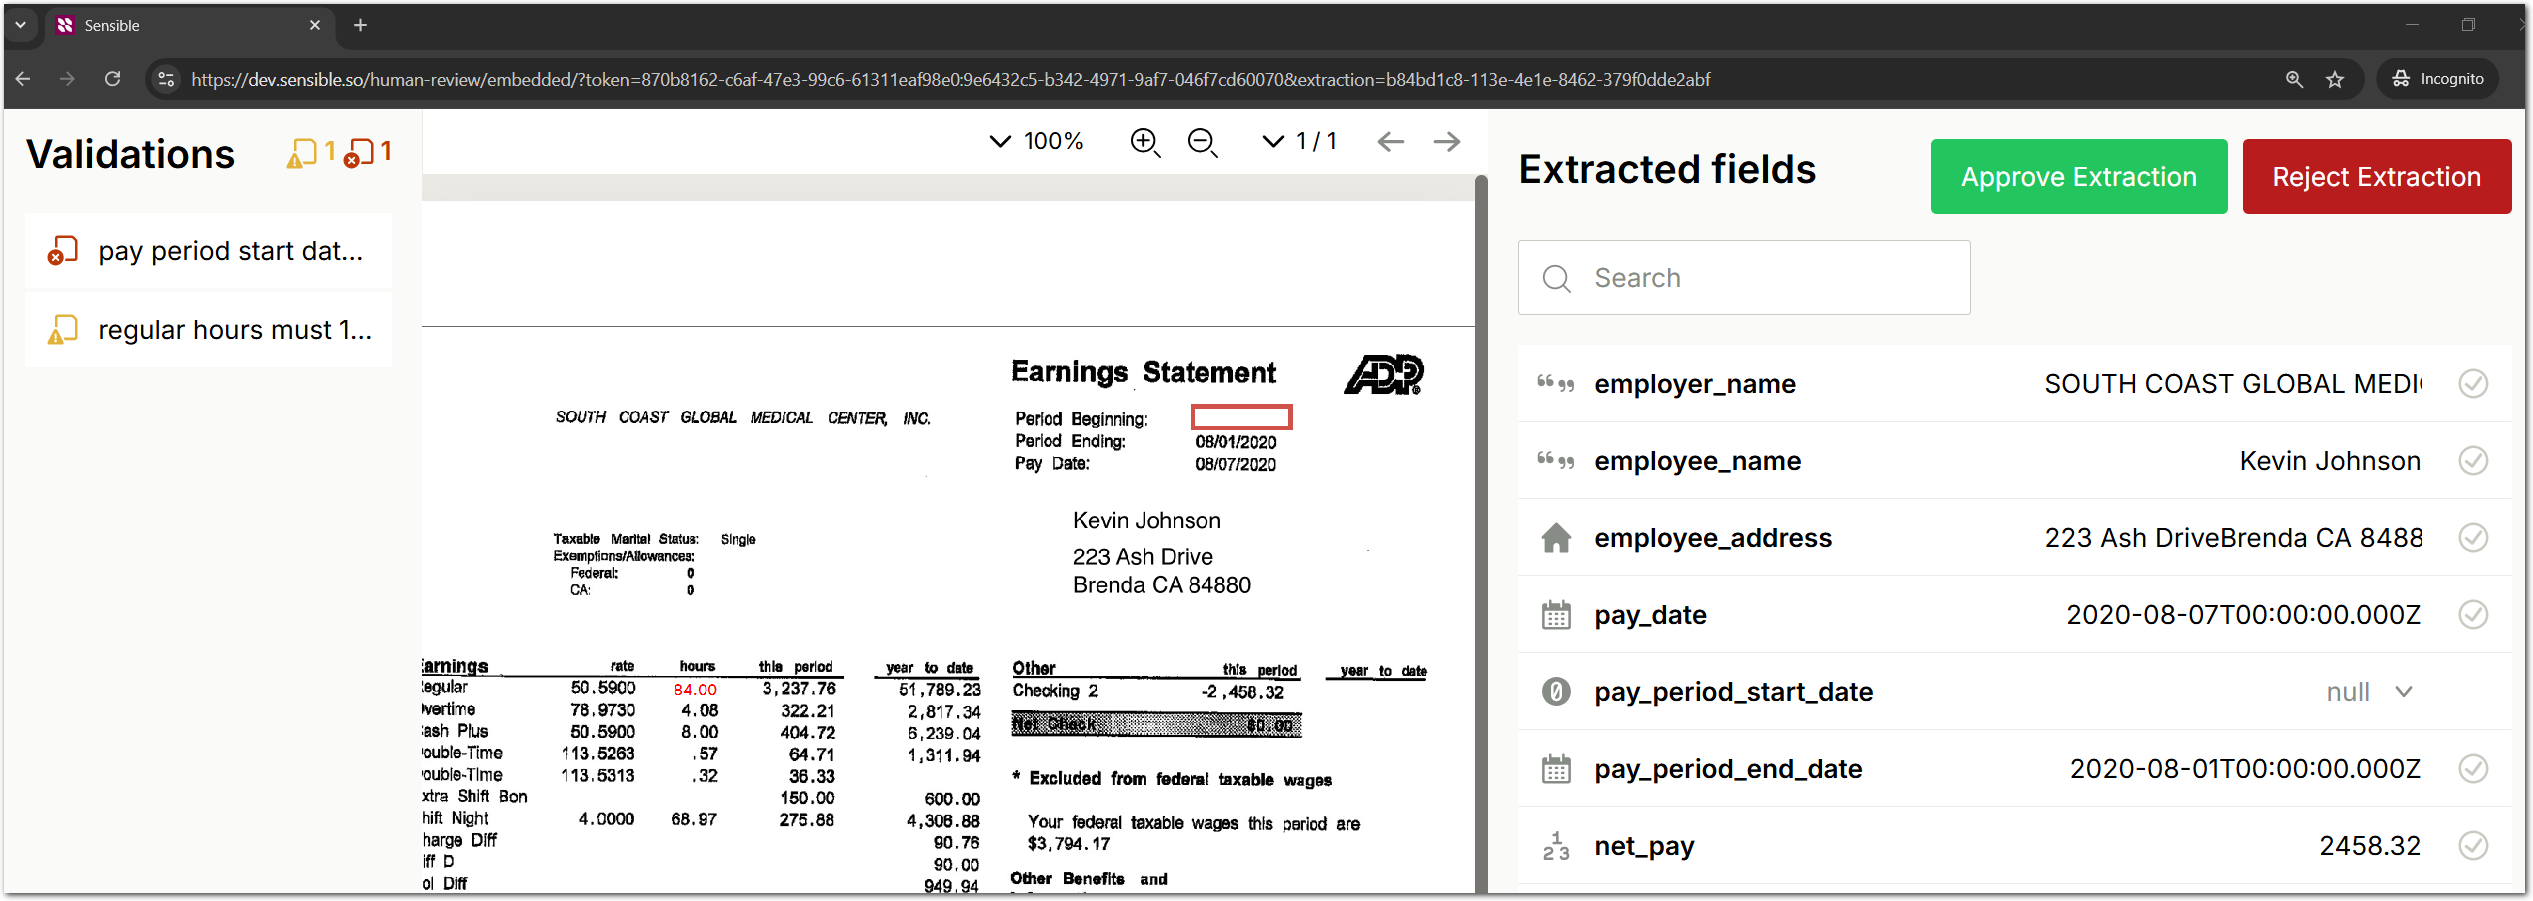 Sensible
https://dev.sensible.so/human-review/embedded/?token=870b8162-c6af-47e3-99c6-61311eaf98e0:9e6432c5-b342-4971-9af7-046f7cd60070&extraction=b84bd1c8-113e-4e1e-8462-379f0dde2abf
Incognito
Validations
1
1
pay period start dat...
regular hours must 1...
100%
1 / 1
Earnings Statement
ADP
SOUTH COAST GLOBAL MEDICAL CENTER, INC.
Period Beginning:
Period Ending: 08/01/2020
Pay Date: 08/07/2020
Kevin Johnson
223 Ash Drive
Brenda CA 84880
Taxable Marital Status: Single
Exemptions/Allowances:
Federal: 0
CA: 0
Earnings rate hours this period year to date
egular 50.5900 84.00 3,237.76 51,789.23
vertime 78.9730 4.08 322.21 2,817.34
ash Plus 50.5900 8.00 404.72 6,239.04
ouble-Time 113.5263 .57 64.71 1,311.94
ouble-Time 113.5313 .32 36.33
xtra Shift Bon 150.00 600.00
hift Night 4.0000 68.97 275.88 4,306.88
harge Diff 90.76
iff D 90.00
ol Diff 949.94
Other this period year to date
Checking 2 -2,458.32
Net Check $0.00
* Excluded from federal taxable wages
Your federal taxable wages this period are
$3,794.17
Other Benefits and
Extracted fields
Approve Extraction
Reject Extraction
Search
employer_name SOUTH COAST GLOBAL MEDI
employee_name Kevin Johnson
employee_address 223 Ash DriveBrenda CA 8488
pay_date 2020-08-07T00:00:00.000Z
pay_period_start_date null
pay_period_end_date 2020-08-01T00:00:00.000Z
net_pay 2458.32